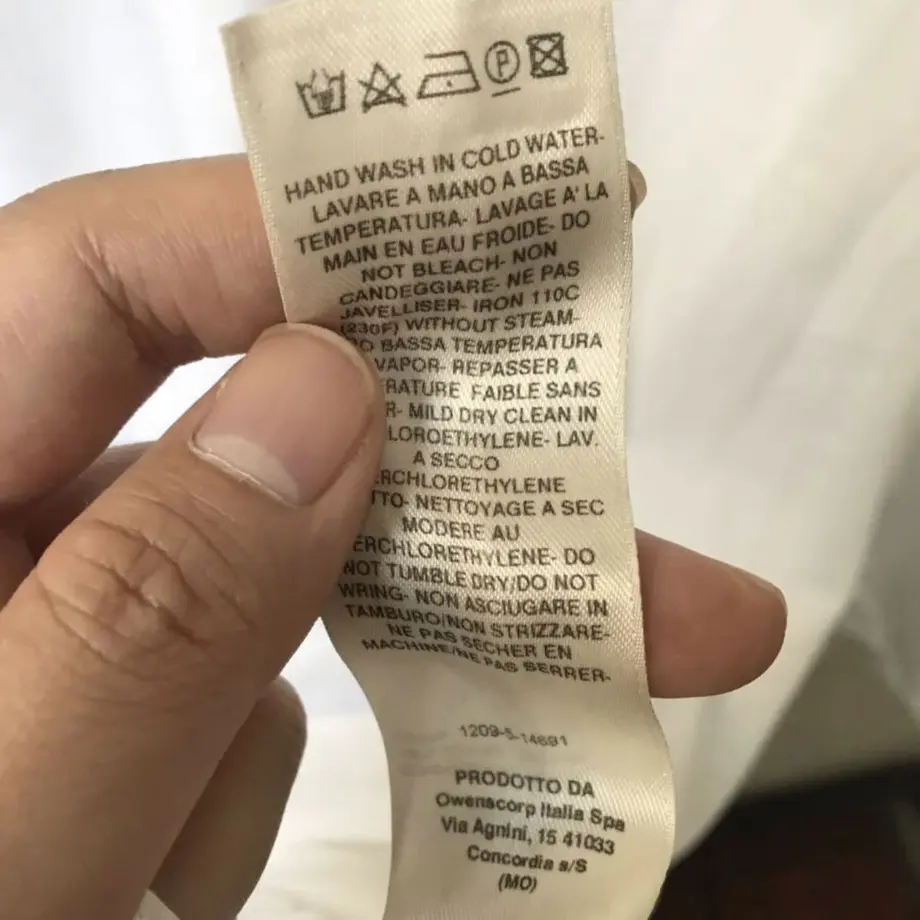 P
HAND WASH IN COLD WATER-
LAVARE A MANO A BASSA
TEMPERATURA- LAVAGE A' LA
MAIN EN EAU FROIDE- DO
NOT BLEACH- NON
CANDEGGIARE- NE PAS
JAVELLISER- IRON 110C
(230F) WITHOUT STEAM-
BASSA TEMPERATURA
VAPOR- REPASSER A
FAIBLE SANS
MILD DRY CLEAN IN
LAV.
A SECCO
NETTOYAGE A SEC
MODERE AU
DO
NOT TUMBLE DRY/DO NOT
WRING- NON ASCIUGARE IN
TAMBURO/NON STRIZZARE-
NE PAS SECHER EN
MACHINE/NE PAS SERRER-
1209-5-14691
PRODOTTO DA
Owenscorp Italia Spa
Via Agnini, 15 41033
Concordia s/S
(MO)